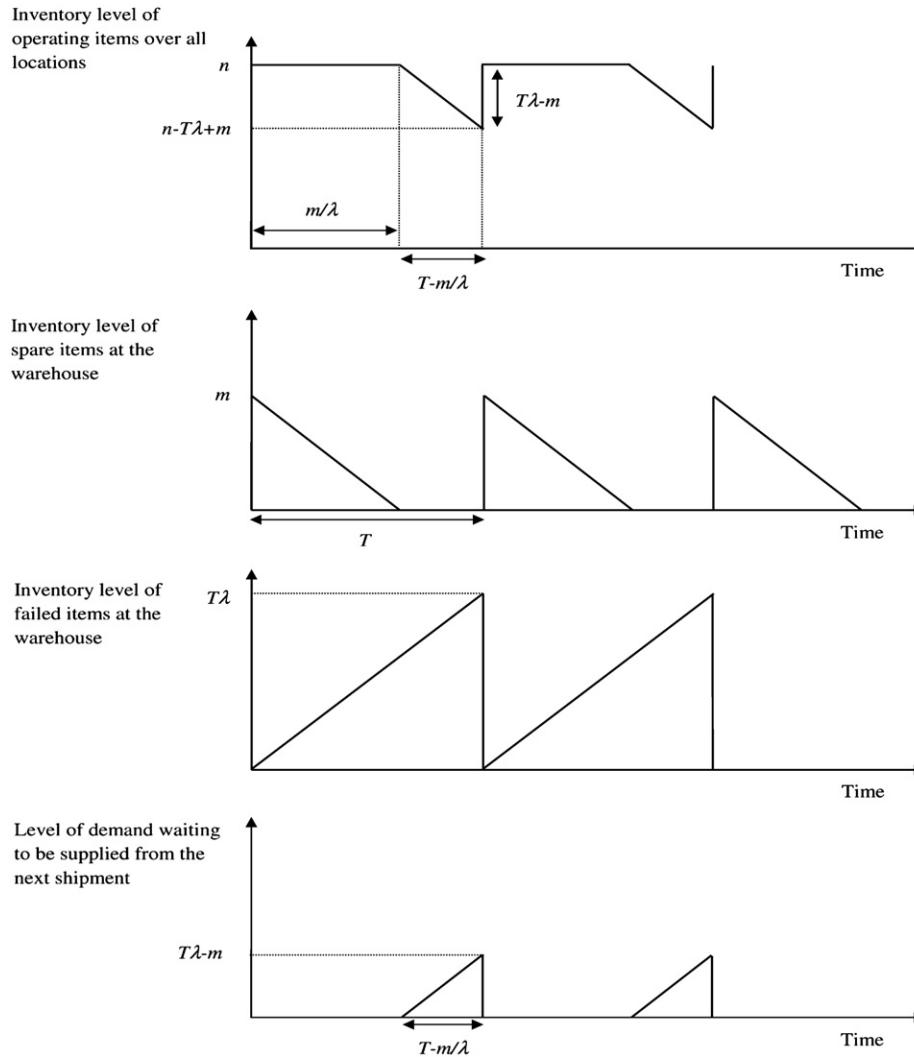 Inventory level of
operating items over all
locations
n
Tλ-m
n-Tλ+m
m/λ
T-m/λ
Time
Inventory level of
spare items at the
warehouse
m
T
Time
Inventory level of
failed items at the
warehouse
Tλ
Time
Level of demand waiting
to be supplied from the
next shipment
Tλ-m
T-m/λ
Time